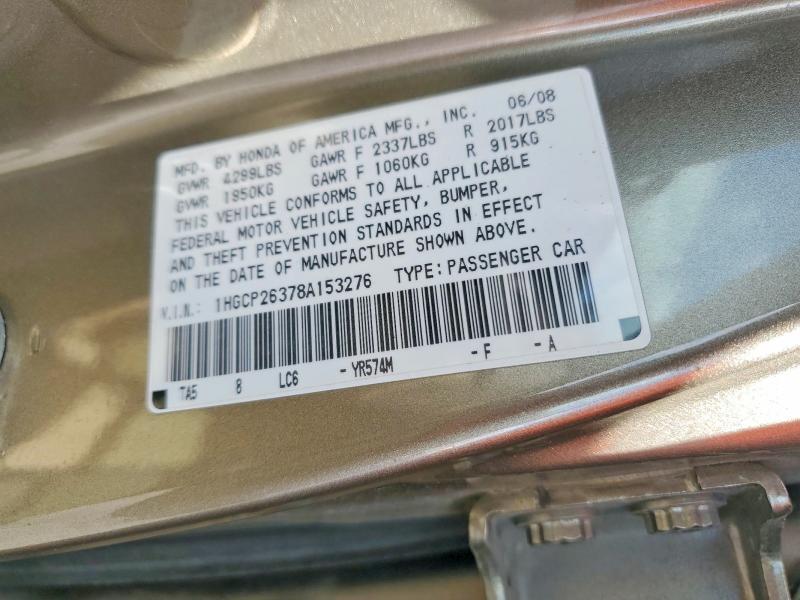 MFD. BY HONDA OF AMERICA MFG., INC. 06/08
GVWR 4299LBS GAWR F 2337LBS R 2017LBS
GVWR 1950KG GAWR F 1060KG R 915KG
THIS VEHICLE CONFORMS TO ALL APPLICABLE
FEDERAL MOTOR VEHICLE SAFETY, BUMPER,
AND THEFT PREVENTION STANDARDS IN EFFECT
ON THE DATE OF MANUFACTURE SHOWN ABOVE.
V.I.N.: 1HGCP26378A153276 TYPE: PASSENGER CAR
TA5 8 LC6 - YR574M - F - A